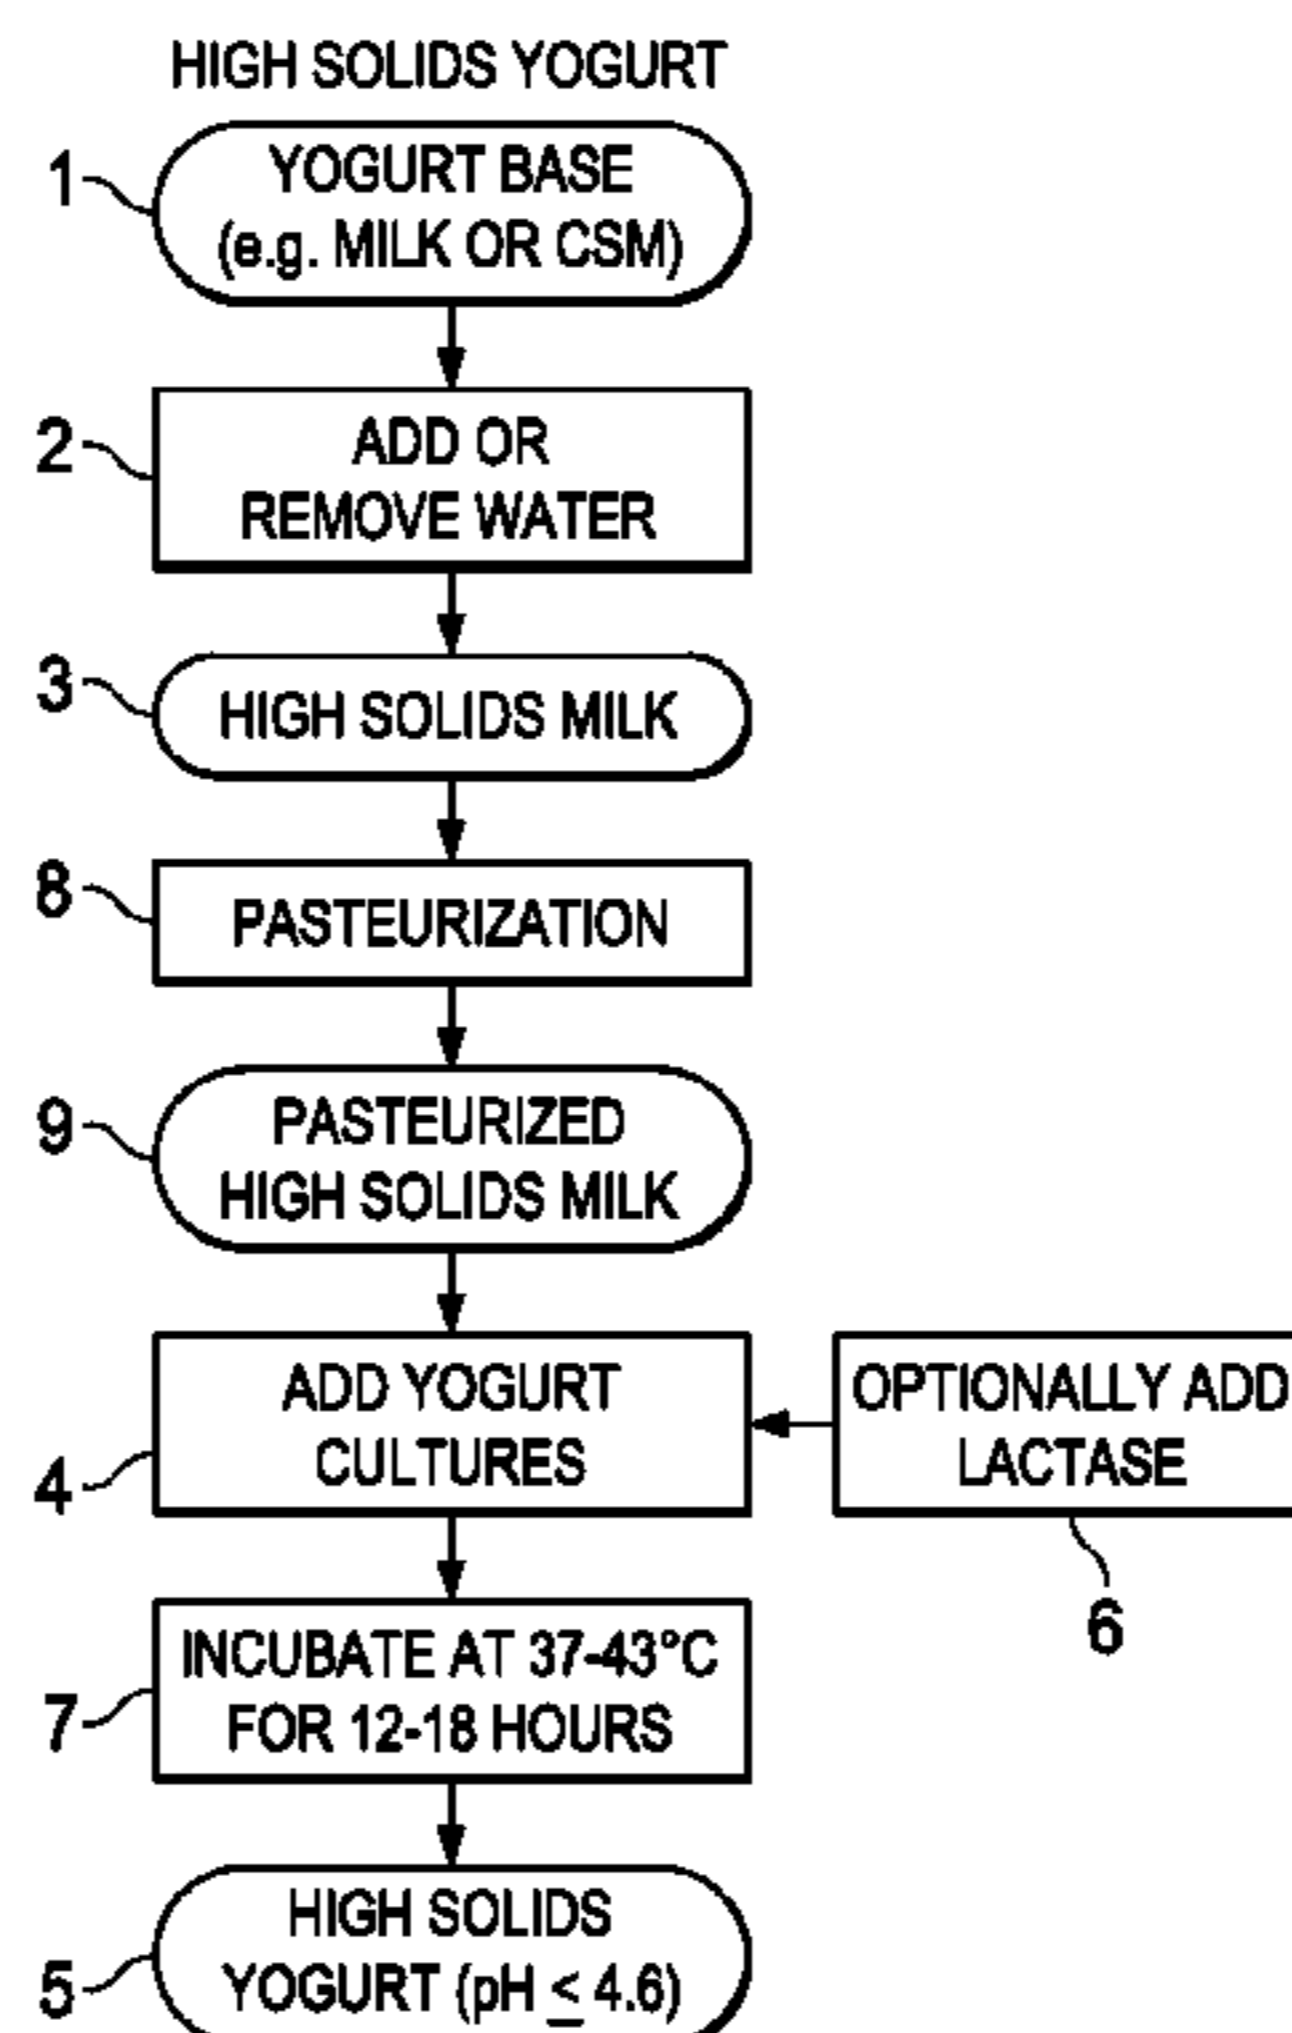 HIGH SOLIDS YOGURT
1
YOGURT BASE
(e.g. MILK OR CSM)
2
ADD OR
REMOVE WATER
3
HIGH SOLIDS MILK
8
PASTEURIZATION
9
PASTEURIZED
HIGH SOLIDS MILK
4
ADD YOGURT
CULTURES
OPTIONALLY ADD
LACTASE
6
7
INCUBATE AT 37-43°C
FOR 12-18 HOURS
5
HIGH SOLIDS
YOGURT (pH ≤ 4.6)